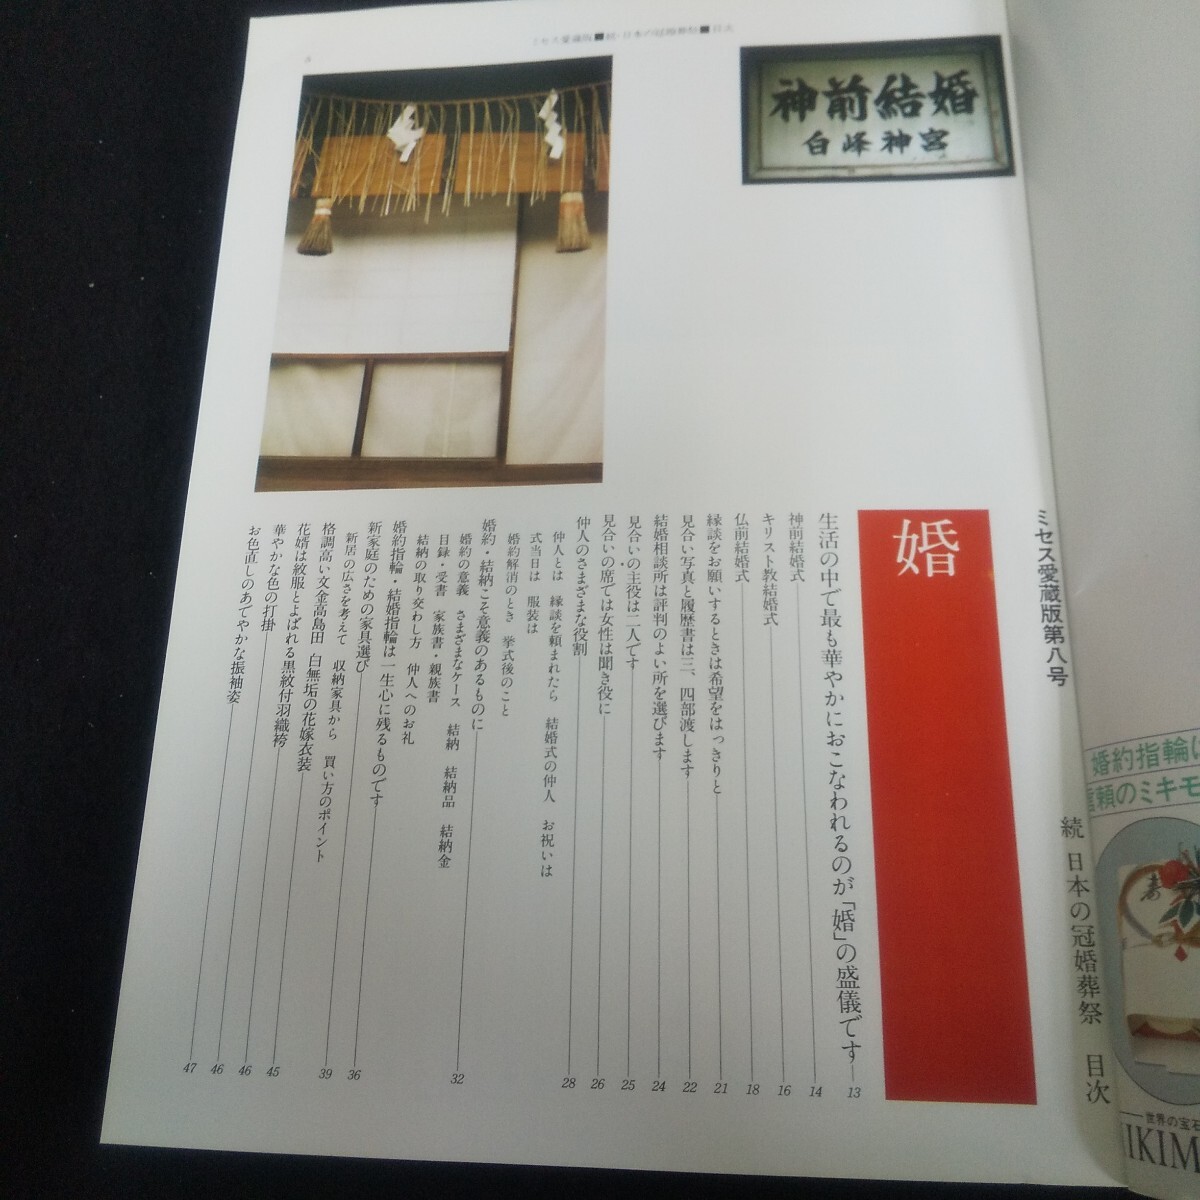 ミセス愛蔵版■続・日本の冠婚葬祭■目次
神前結婚
白峰神宮
ミセス愛蔵版第八号
続 日本の冠婚葬祭 目次
婚
生活の中で最も華やかにおこなわれるのが「婚」の盛儀です 13
神前結婚式 14
キリスト教結婚式 16
仏前結婚式 18
縁談をお願いするときは希望をはっきりと 21
見合い写真と履歴書は三、四部渡します 22
結婚相談所は評判のよい所を選びます 24
見合いの主役は二人です 25
見合いの席では女性は聞き役に 26
仲人のさまざまな役割 28
仲人とは 縁談を頼まれたら 結婚式の仲人 お祝いは
式当日は 服装は
婚約解消のとき 挙式後のこと
婚約・結納こそ意義のあるものに 32
婚約の意義 さまざまなケース 結納 結納品 結納金
目録・受書 家族書・親族書
結納の取り交わし方 仲人へのお礼
婚約指輪・結婚指輪は一生心に残るものです 36
新家庭のための家具選び 39
新居の広さを考えて 収納家具から 買い方のポイント
格調高い文金高島田 白無垢の花嫁衣装 45
花婿は紋服とよばれる黒紋付羽織袴 46
華やかな色の打掛 46
お色直しのあでやかな振袖姿 47
婚約指輪は
信頼のミキモ
寿
世界の宝石
MIKIM